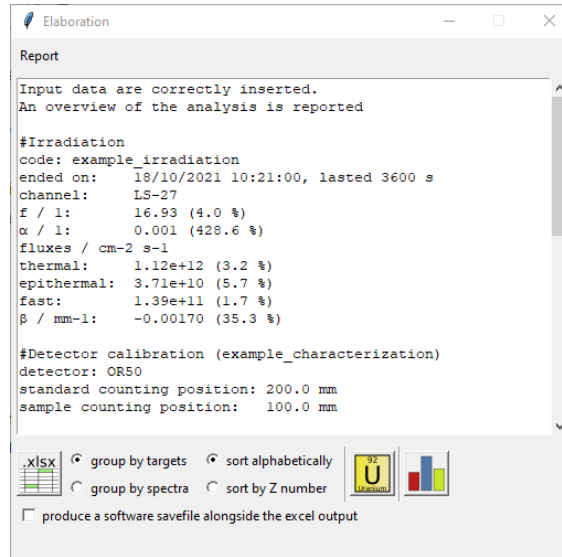 Elaboration
Report
Input data are correctly inserted.
An overview of the analysis is reported
#Irradiation
code: example_irradiation
ended on: 18/10/2021 10:21:00, lasted 3600 s
channel: LS-27
f / 1: 16.93 (4.0 %)
α / 1: 0.001 (428.6 %)
fluxes / cm-2 s-1
thermal: 1.12e+12 (3.2 %)
epithermal: 3.71e+10 (5.7 %)
fast: 1.39e+11 (1.7 %)
β / mm-1: -0.00170 (35.3 %)
#Detector calibration (example_characterization)
detector: OR50
standard counting position: 200.0 mm
sample counting position: 100.0 mm
.xlsx group by targets sort alphabetically 92
U
group by spectra sort by Z number Uranium
produce a software savefile alongside the excel output